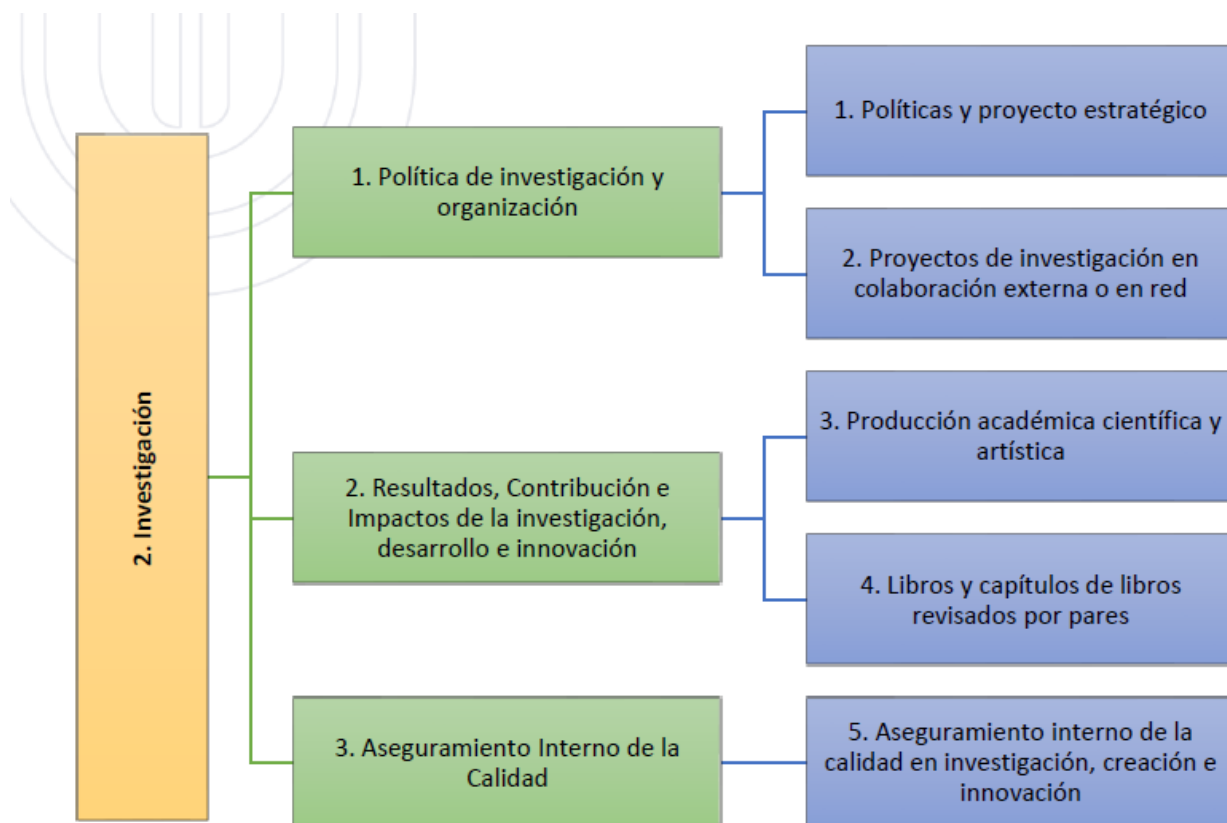 2. Investigación
1. Política de investigación y
organización
1. Políticas y proyecto estratégico
2. Proyectos de investigación en
colaboración externa o en red
2. Resultados, Contribución e
Impactos de la investigación,
desarrollo e innovación
3. Producción académica científica y
artística
4. Libros y capítulos de libros
revisados por pares
3. Aseguramiento Interno de la
Calidad
5. Aseguramiento interno de la
calidad en investigación, creación e
innovación